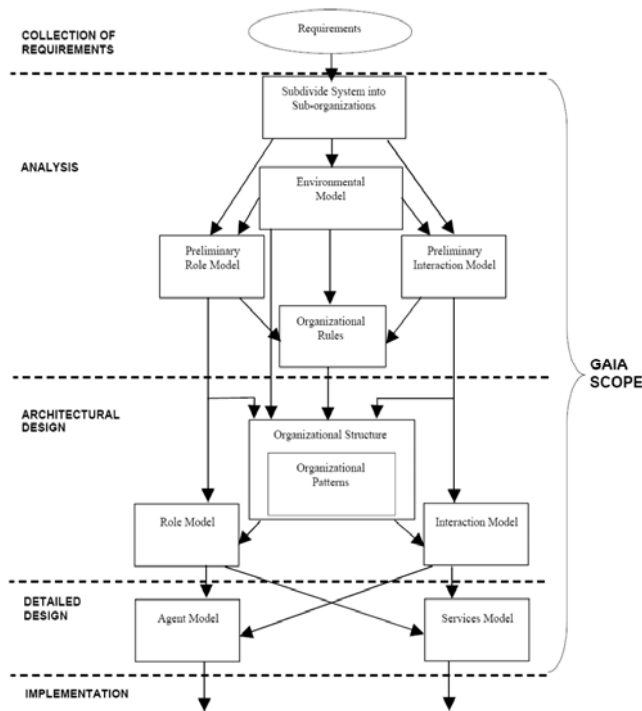 Requirements
COLLECTION OF
REQUIREMENTS
Subdivide System into
Sub-organizations
ANALYSIS
Environmental
Model
Preliminary
Role Model
Preliminary
Interaction Model
Organizational
Rules
GAIA
SCOPE
ARCHITECTURAL
DESIGN
Organizational Structure
Organizational
Patterns
Role Model
Interaction Model
DETAILED
DESIGN
Agent Model
Services Model
IMPLEMENTATION